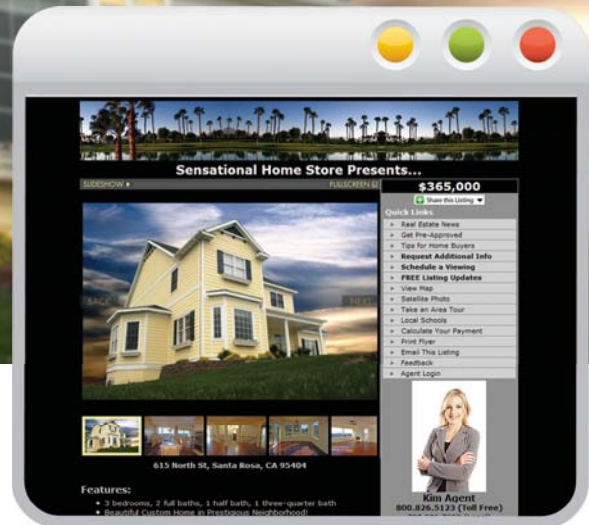 Sensational Home Store Presents...
SLIDESHOW
FULLSCREEN
BACK
NEXT
615 North St, Santa Rosa, CA 95404
Features:
3 bedrooms, 2 full baths, 1 half bath, 1 three-quarter bath
Beautiful Custom Home in Prestigious Neighborhood!
$365,000
Share this Listing
Quick Links
Real Estate News
Get Pre-Approved
Tips for Home Buyers
Request Additional Info
Schedule a Viewing
FREE Listing Updates
View Map
Satellite Photo
Take an Area Tour
Local Schools
Calculate Your Payment
Print Flyer
Email This Listing
Feedback
Agent Login
Kim Agent
800.826.5123 (Toll Free)